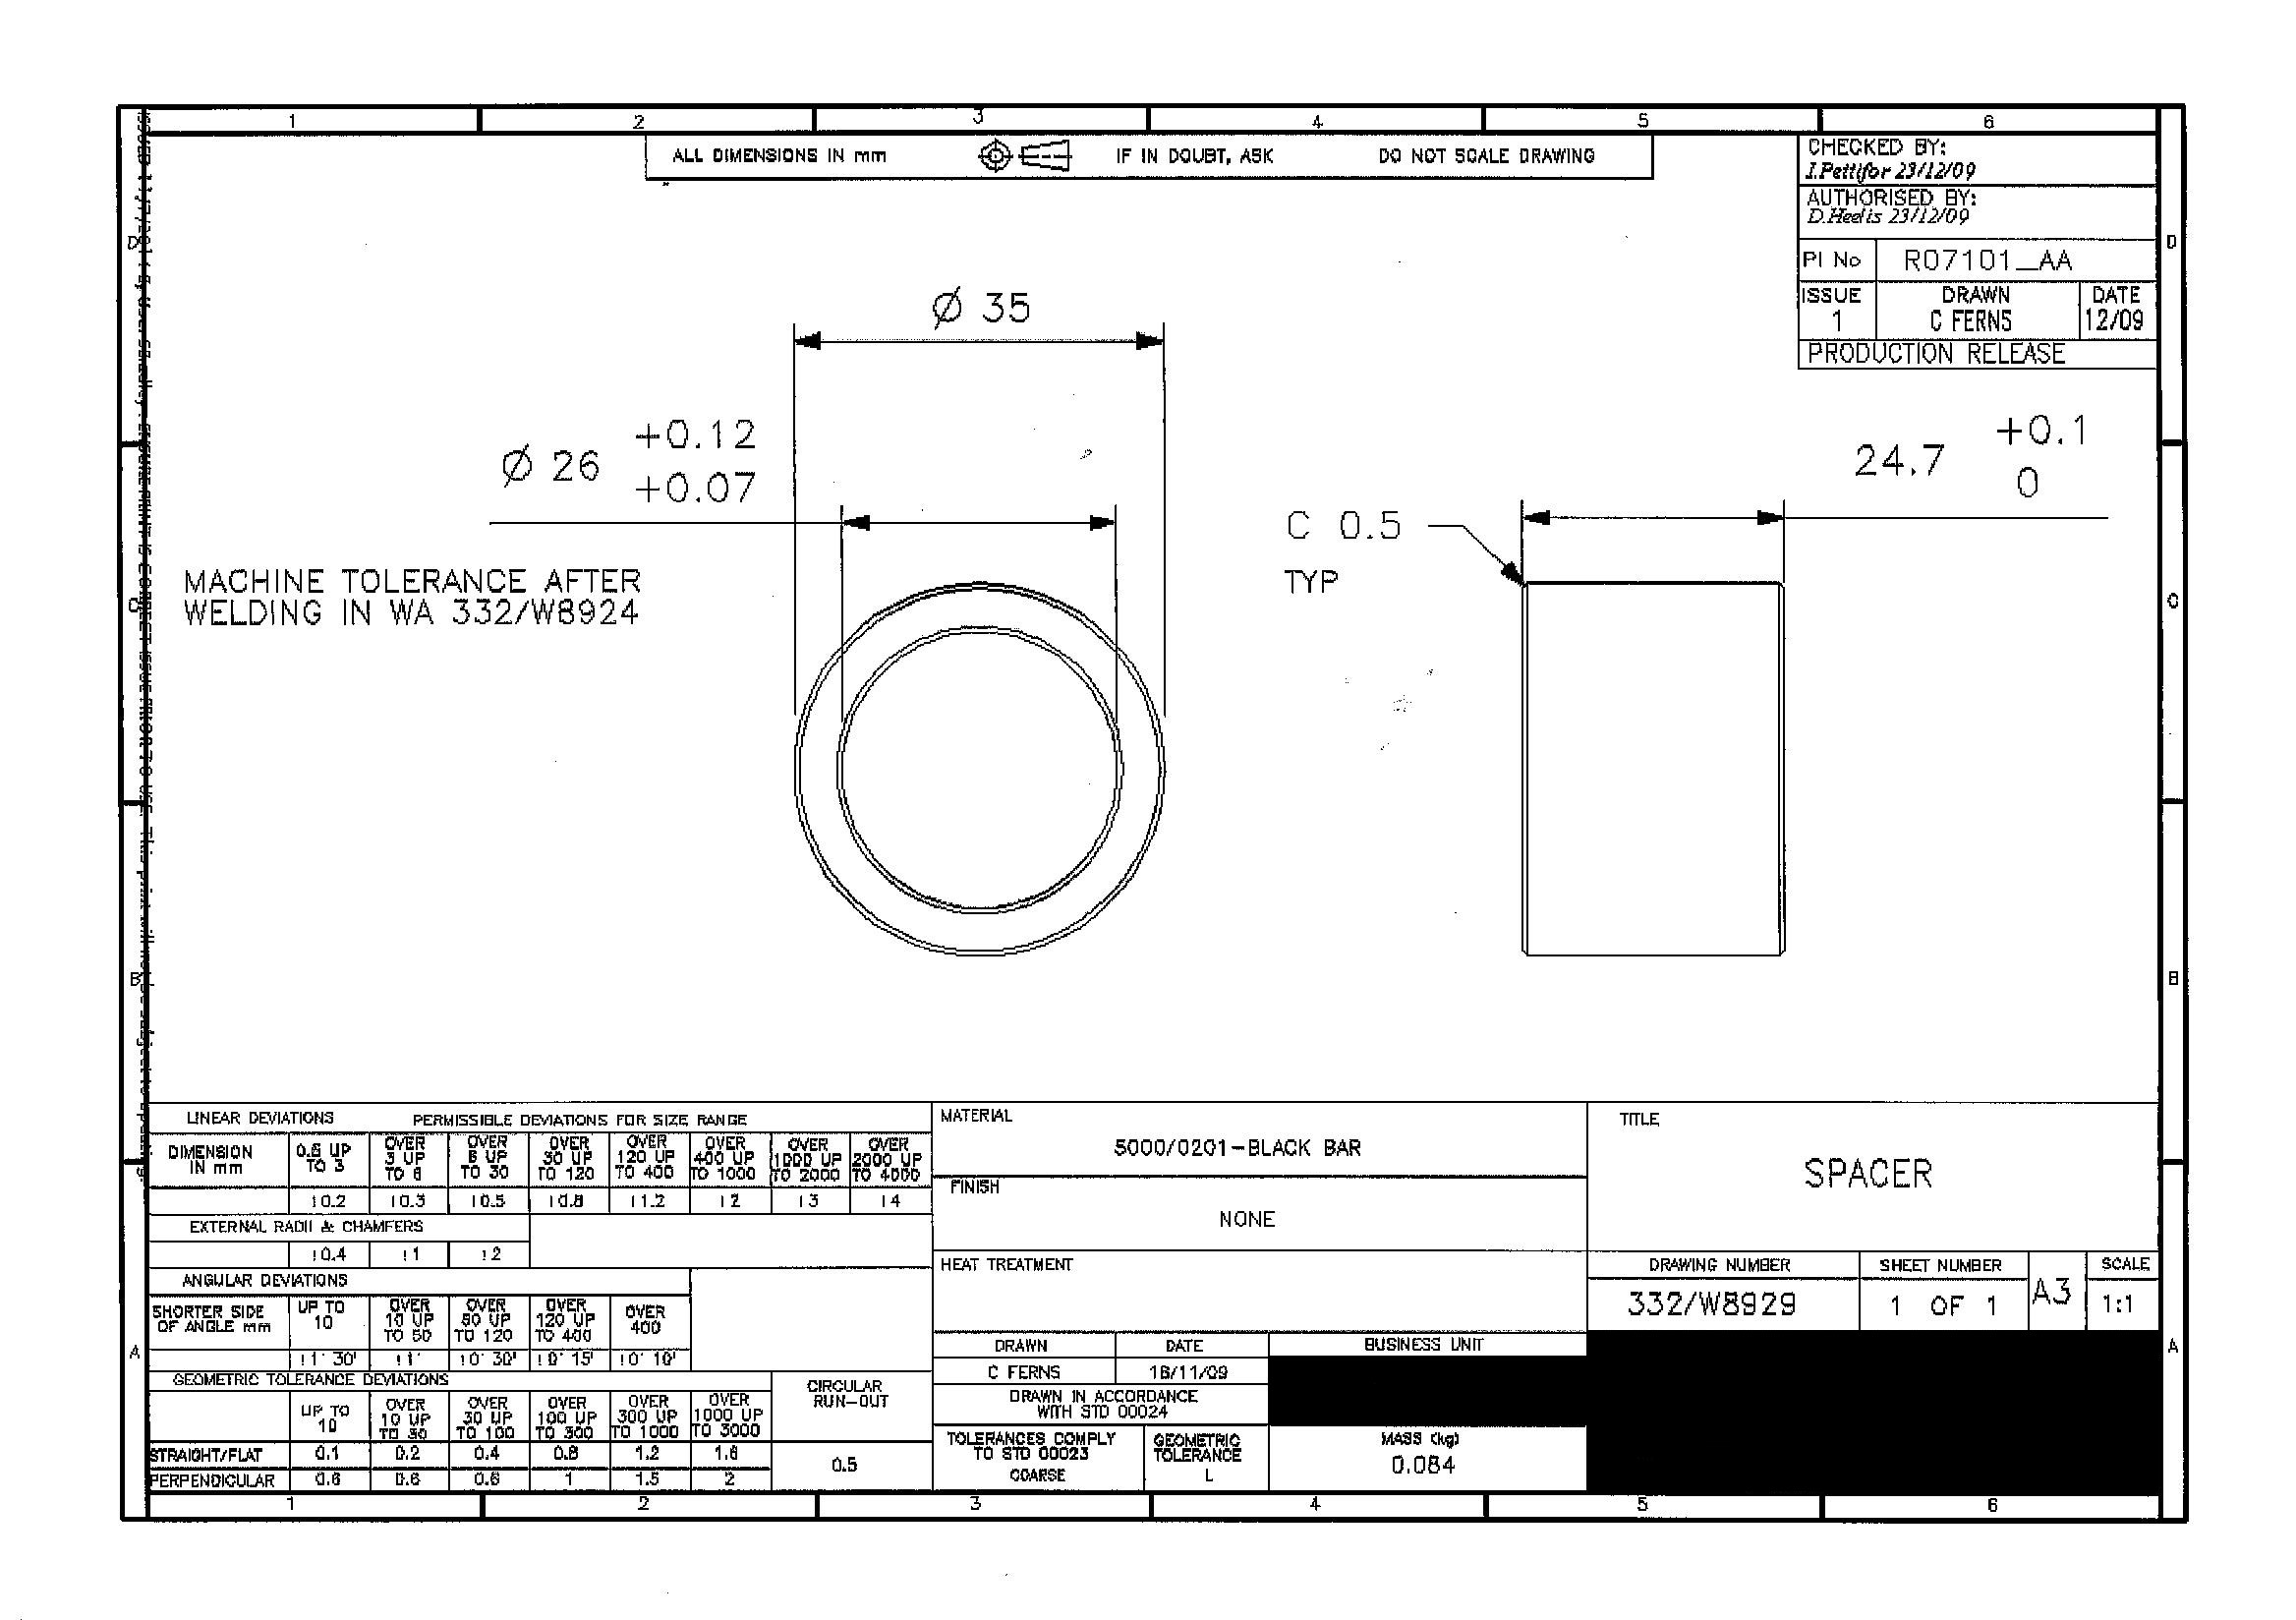 1 2 3 4 5 6
ALL DIMENSIONS IN mm IF IN DOUBT, ASK DO NOT SCALE DRAWING
CHECKED BY:
J.Pettifor 23/12/09
AUTHORISED BY:
D.Heelis 23/12/09
PI No R07101_AA
ISSUE DRAWN DATE
1 C FERNS 12/09
PRODUCTION RELEASE
D D
Ø 35
+0.12
Ø 26
+0.07
+0.1
24.7
0
C 0.5
TYP
MACHINE TOLERANCE AFTER
WELDING IN WA 332/W8924
C C
B B
LINEAR DEVIATIONS PERMISSIBLE DEVIATIONS FOR SIZE RANGE
DIMENSION IN mm
0.6 UP TO 3
OVER 3 UP TO 6
OVER 6 UP TO 30
OVER 30 UP TO 120
OVER 120 UP TO 400
OVER 400 UP TO 1000
OVER 1000 UP TO 2000
OVER 2000 UP TO 4000
±0.2 ±0.3 ±0.5 ±0.8 ±1.2 ±2 ±3 ±4
EXTERNAL RADII & CHAMFERS
±0.4 ±1 ±2
ANGULAR DEVIATIONS
SHORTER SIDE OF ANGLE mm
UP TO 10
OVER 10 UP TO 50
OVER 50 UP TO 120
OVER 120 UP TO 400
OVER 400
±1° 30' ±1° ±0° 30' ±0° 15' ±0° 10'
GEOMETRIC TOLERANCE DEVIATIONS
UP TO 10
OVER 10 UP TO 30
OVER 30 UP TO 100
OVER 100 UP TO 300
OVER 300 UP TO 1000
OVER 1000 UP TO 3000
STRAIGHT/FLAT 0.1 0.2 0.4 0.8 1.2 1.6
PERPENDICULAR 0.6 0.6 0.6 1 1.5 2
CIRCULAR
RUN-OUT
0.5
MATERIAL
5000/0201-BLACK BAR
FINISH
NONE
HEAT TREATMENT
DRAWN DATE BUSINESS UNIT
C FERNS 16/11/09
DRAWN IN ACCORDANCE
WITH STD 00024
TOLERANCES COMPLY
TO STD 00023
COARSE
GEOMETRIC
TOLERANCE
L
MASS (kg)
0.084
TITLE
SPACER
DRAWING NUMBER SHEET NUMBER SCALE
332/W8929 1 OF 1 A3 1:1
A A
1 2 3 4 5 6